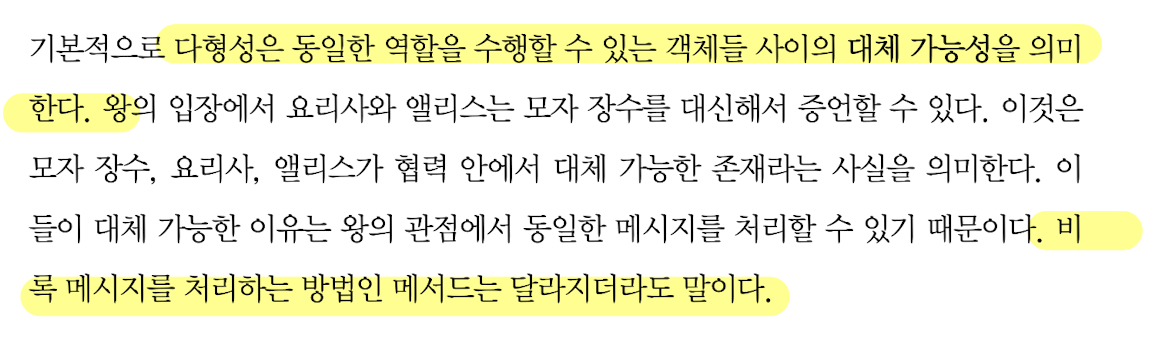 기본적으로 다형성은 동일한 역할을 수행할 수 있는 객체들 사이의 대체 가능성을 의미
한다. 왕의 입장에서 요리사와 앨리스는 모자 장수를 대신해서 증언할 수 있다. 이것은
모자 장수, 요리사, 앨리스가 협력 안에서 대체 가능한 존재라는 사실을 의미한다. 이
들이 대체 가능한 이유는 왕의 관점에서 동일한 메시지를 처리할 수 있기 때문이다. 비
록 메시지를 처리하는 방법인 메서드는 달라지더라도 말이다.